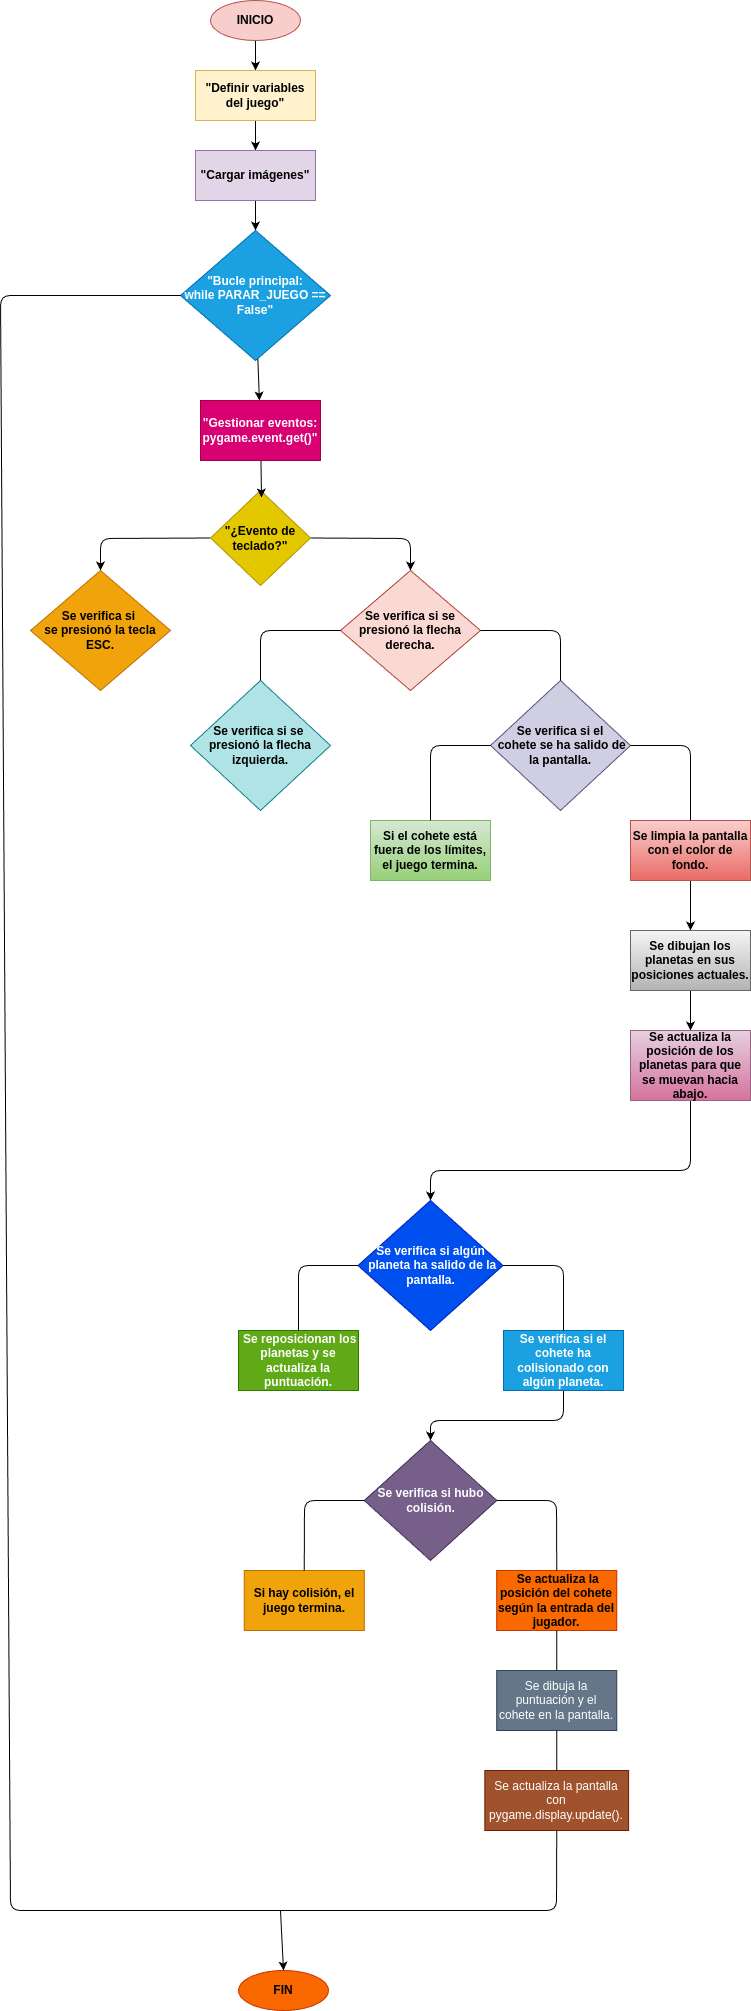 INICIO
"Definir variables
del juego"
"Cargar imágenes"
"Bucle principal:
while PARAR_JUEGO ==
False"
"Gestionar eventos:
pygame.event.get()"
"¿Evento de
teclado?"
Se verifica si
se presionó la tecla
ESC.
Se verifica si se
presionó la flecha
derecha.
Se verifica si se
presionó la flecha
izquierda.
Se verifica si el
cohete se ha salido de
la pantalla.
Si el cohete está
fuera de los límites,
el juego termina.
Se limpia la pantalla
con el color de
fondo.
Se dibujan los
planetas en sus
posiciones actuales.
Se actualiza la
posición de los
planetas para que
se muevan hacia
abajo.
Se verifica si algún
planeta ha salido de la
pantalla.
Se reposicionan los
planetas y se
actualiza la
puntuación.
Se verifica si el
cohete ha
colisionado con
algún planeta.
Se verifica si hubo
colisión.
Si hay colisión, el
juego termina.
Se actualiza la
posición del cohete
según la entrada del
jugador.
Se dibuja la
puntuación y el
cohete en la pantalla.
Se actualiza la pantalla
con
pygame.display.update().
FIN